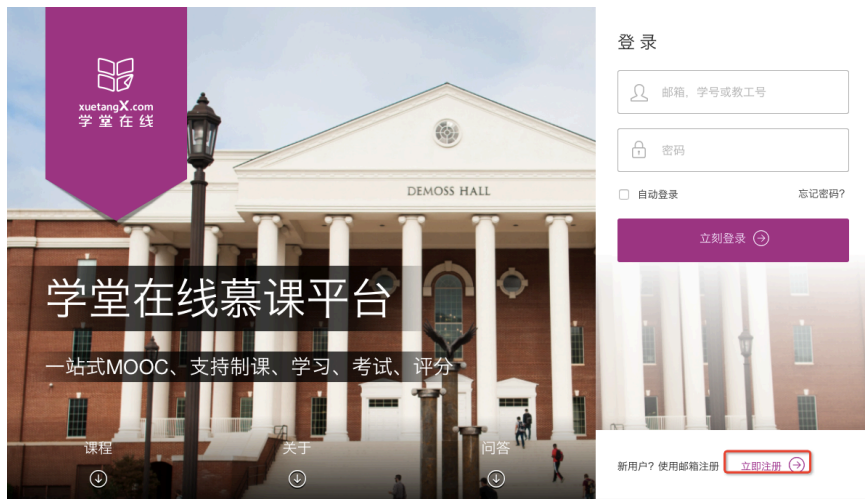 xuetangX.com
学堂在线
DEMOSS HALL
学堂在线慕课平台
一站式MOOC、支持制课、学习、考试、评分
课程
关于
问答
登录
邮箱，学号或教工号
密码
自动登录
忘记密码?
立刻登录
新用户? 使用邮箱注册
立即注册